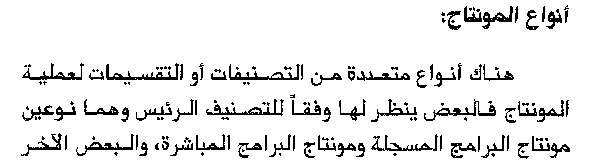 أنواع المونتاج:
هناك أنواع متعددة من التصنيفات أو التقسيمات لعملية
المونتاج فالبعض ينظر لها وفقاً للتصنيف الرئيس وهما نوعين
مونتاج البرامج المسجلة ومونتاج البرامج المباشرة، والبعض الآخر